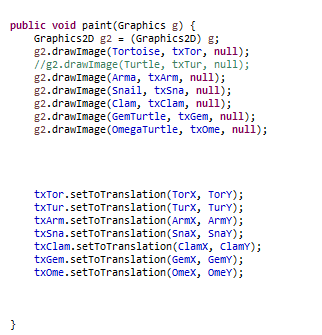 public void paint(Graphics g) {
Graphics2D g2 = (Graphics2D) g;
g2.drawImage(Tortoise, txTor, null);
//g2.drawImage(Turtle, txTur, null);
g2.drawImage(Arma, txArm, null);
g2.drawImage(Snail, txSna, null);
g2.drawImage(Clam, txClam, null);
g2.drawImage(GemTurtle, txGem, null);
g2.drawImage(OmegaTurtle, txOme, null);
txTor.setToTranslation(TorX, TorY);
txTur.setToTranslation(TurX, TurY);
txArm.setToTranslation(ArmX, ArmY);
txSna.setToTranslation(SnaX, SnaY);
txClam.setToTranslation(ClamX, ClamY);
txGem.setToTranslation(GemX, GemY);
txOme.setToTranslation(OmeX, OmeY);
}